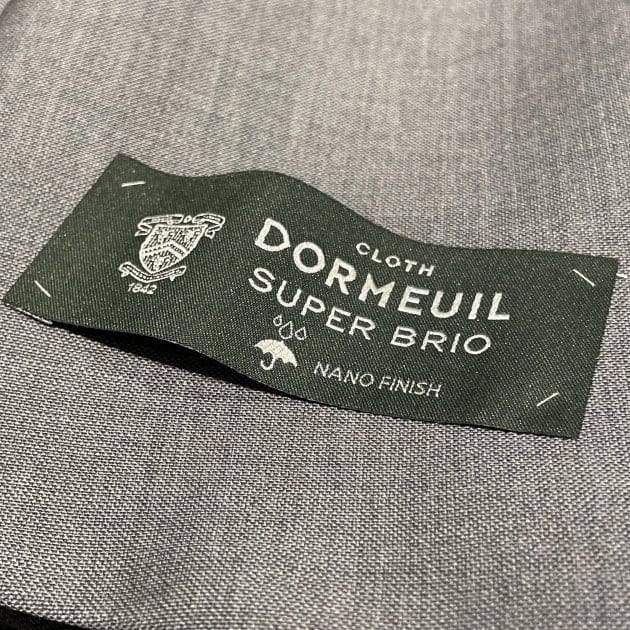 1842
CLOTH
DORMEUIL
SUPER BRIO
NANO FINISH